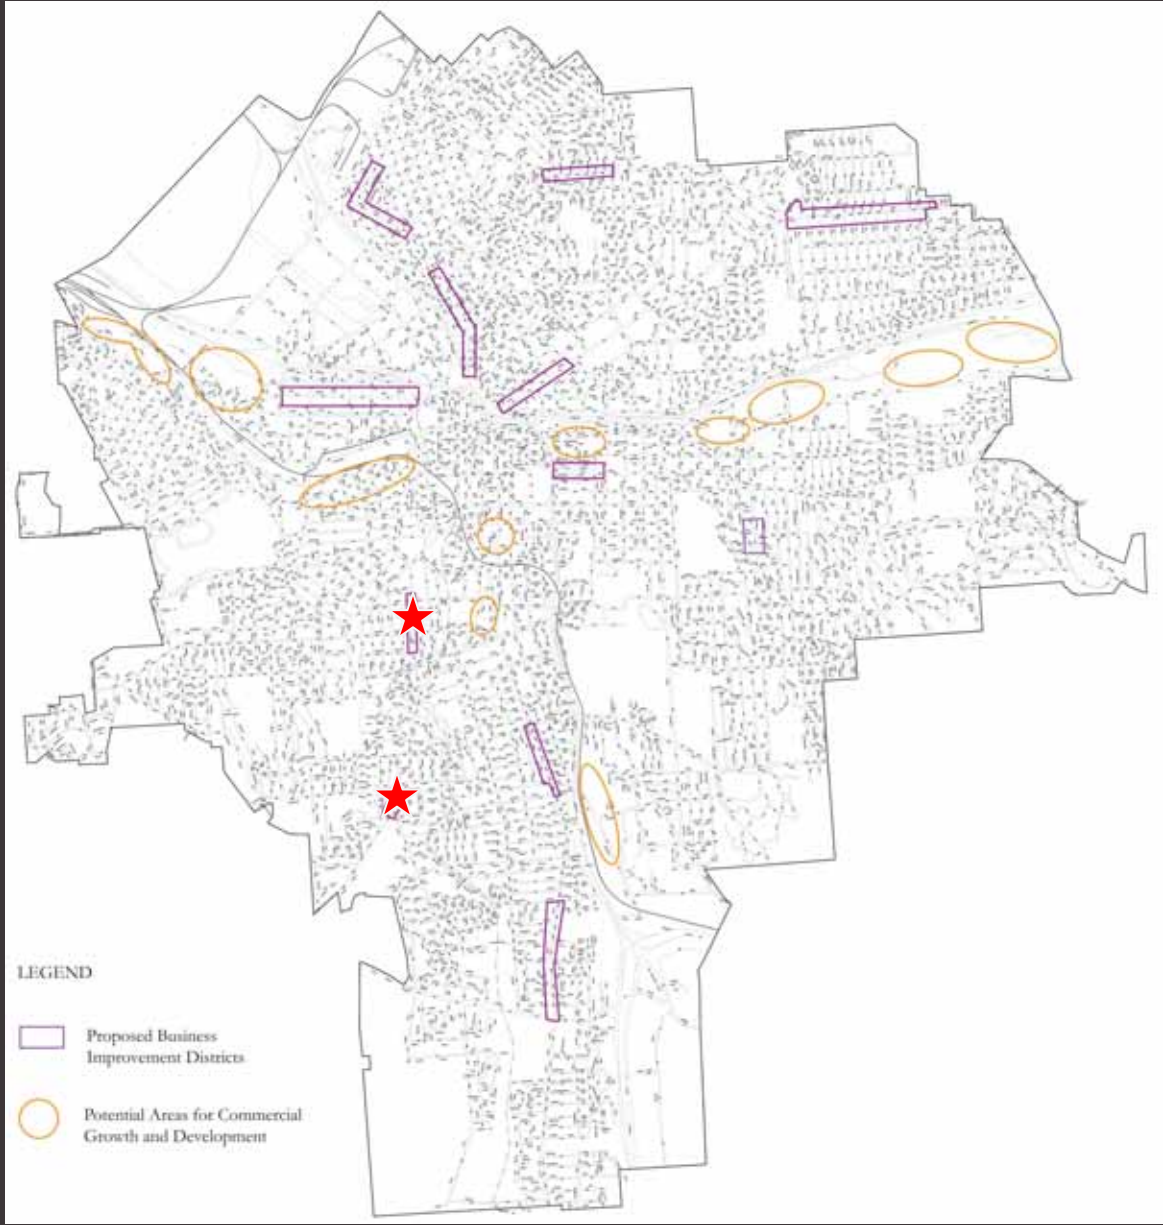 LEGEND
Proposed Business
Improvement Districts
Potential Areas for Commercial
Growth and Development